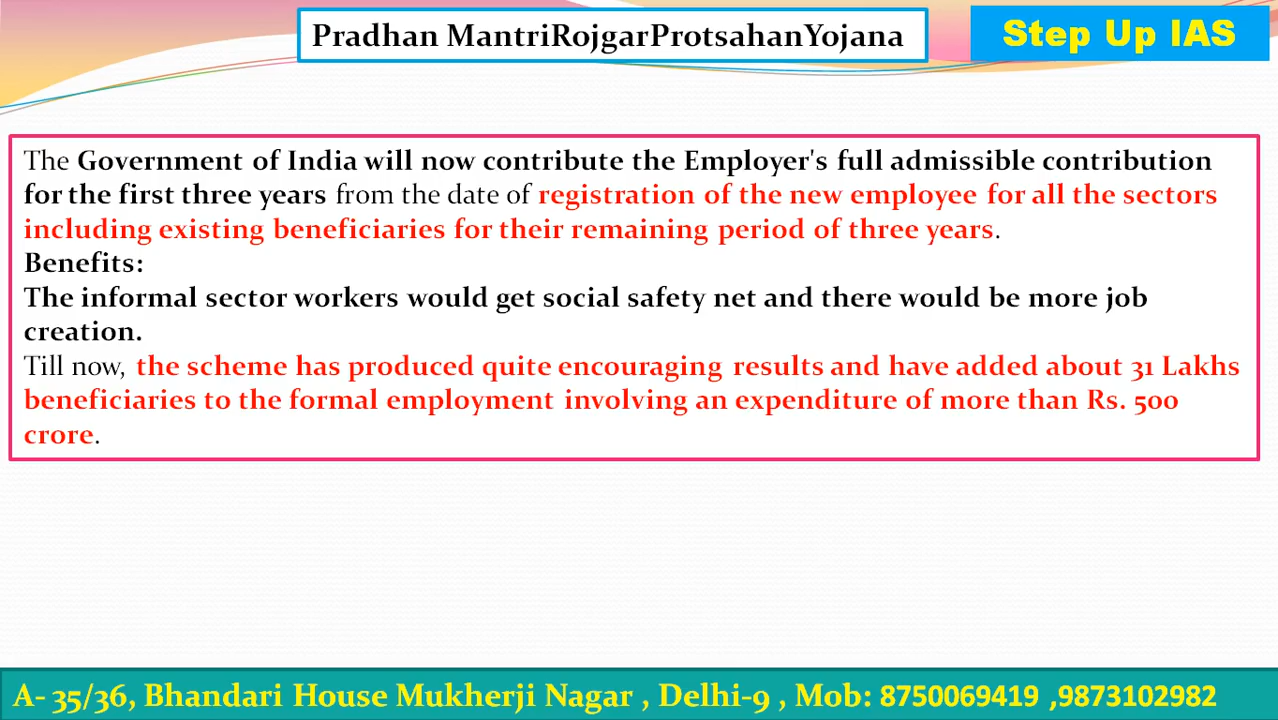 Pradhan MantriRojgarProtsahanYojana
Step Up IAS
The Government of India will now contribute the Employer's full admissible contribution
for the first three years from the date of registration of the new employee for all the sectors
including existing beneficiaries for their remaining period of three years.
Benefits:
The informal sector workers would get social safety net and there would be more job
creation.
Till now, the scheme has produced quite encouraging results and have added about 31 Lakhs
beneficiaries to the formal employment involving an expenditure of more than Rs. 500
crore.
A- 35/36, Bhandari House Mukherji Nagar , Delhi-9 , Mob: 8750069419 ,9873102982